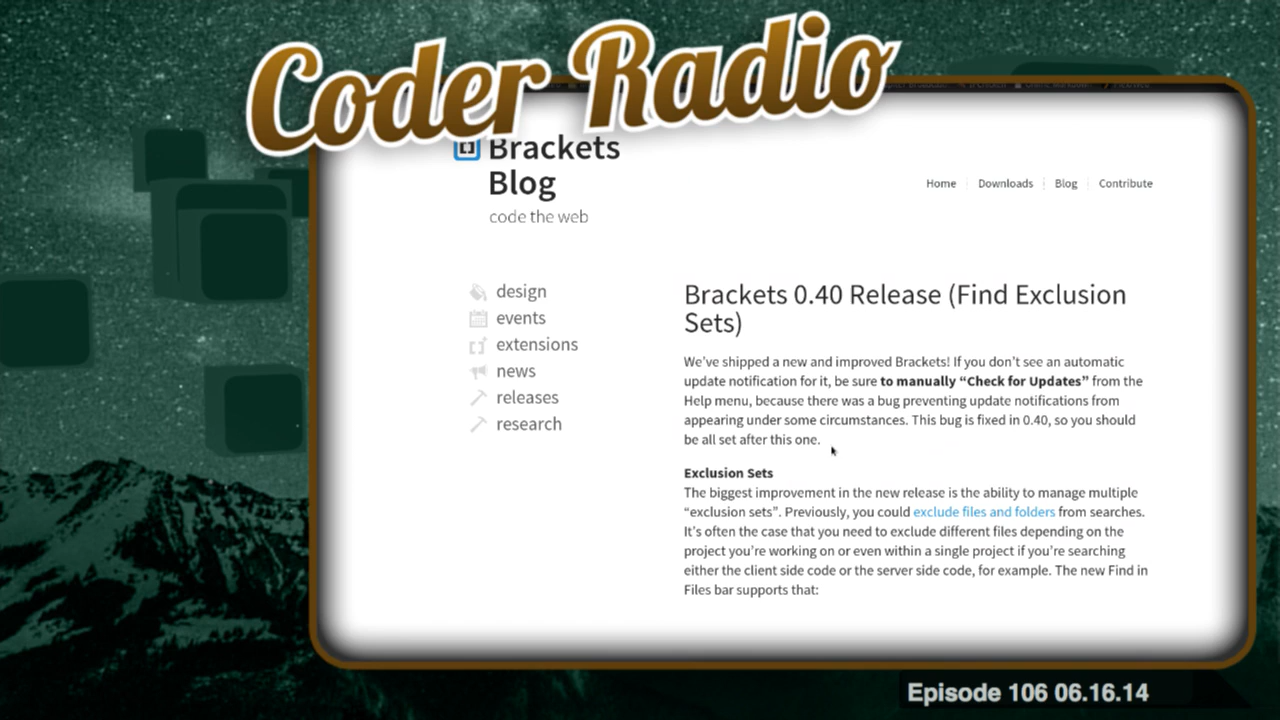 Coder Radio
Brackets
Blog
code the web
Home
Downloads
Blog
Contribute
design
events
extensions
news
releases
research
Brackets 0.40 Release (Find Exclusion
Sets)
We’ve shipped a new and improved Brackets! If you don’t see an automatic
update notification for it, be sure to manually “Check for Updates” from the
Help menu, because there was a bug preventing update notifications from
appearing under some circumstances. This bug is fixed in 0.40, so you should
be all set after this one.
Exclusion Sets
The biggest improvement in the new release is the ability to manage multiple
“exclusion sets”. Previously, you could exclude files and folders from searches.
It’s often the case that you need to exclude different files depending on the
project you’re working on or even within a single project if you’re searching
either the client side code or the server side code, for example. The new Find in
Files bar supports that:
Episode 106 06.16.14